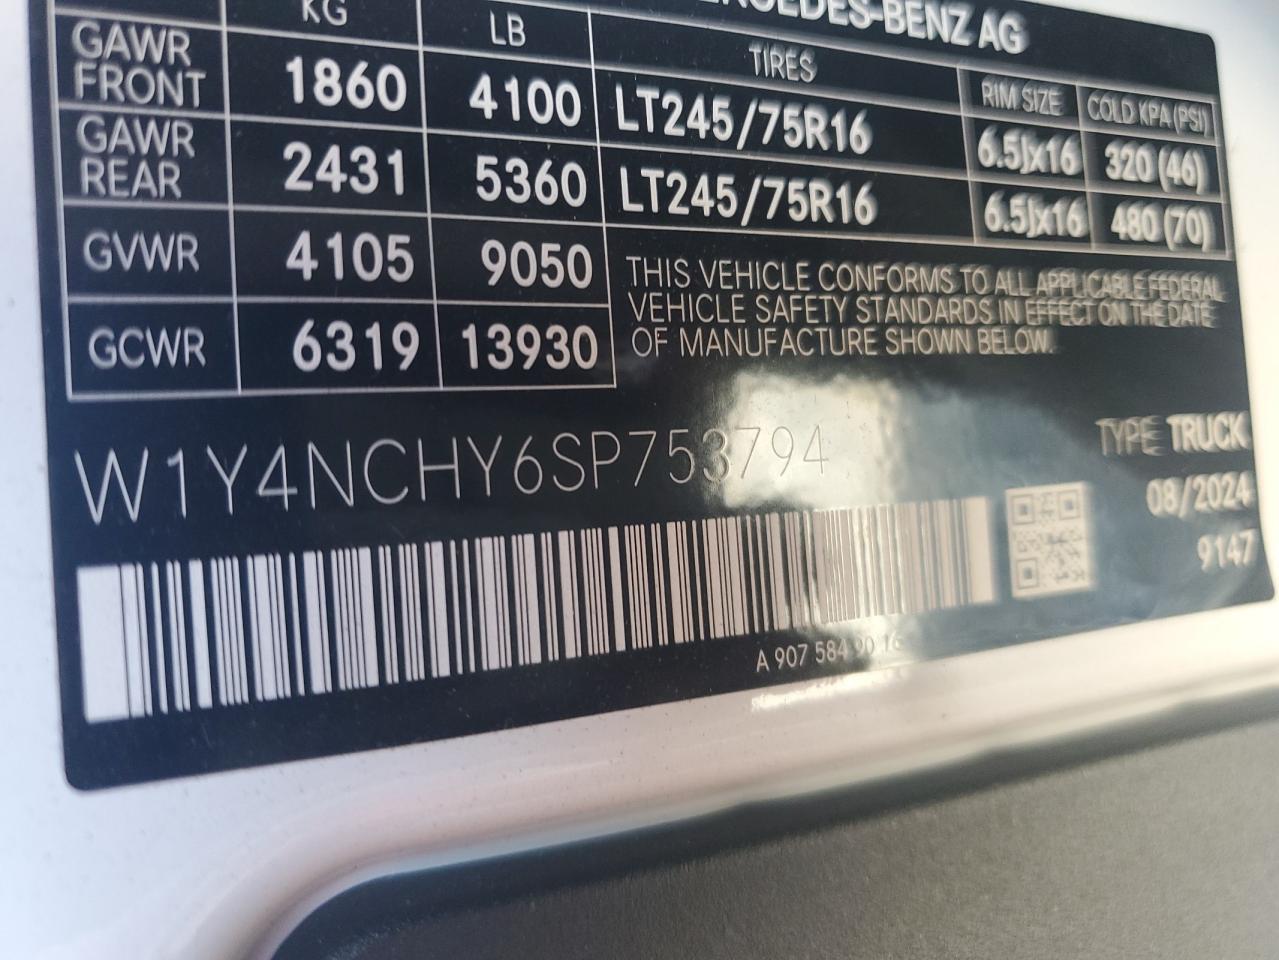 MERCEDES-BENZ AG
KG LB TIRES RIM SIZE COLD KPA (PSI)
GAWR FRONT 1860 4100 LT245/75R16 6.5Jx16 320 (46)
GAWR REAR 2431 5360 LT245/75R16 6.5Jx16 480 (70)
GVWR 4105 9050
GCWR 6319 13930
THIS VEHICLE CONFORMS TO ALL APPLICABLE FEDERAL
VEHICLE SAFETY STANDARDS IN EFFECT ON THE DATE
OF MANUFACTURE SHOWN BELOW.
W1Y4NCHY6SP753794
TYPE TRUCK
08/2024
9147
A 907 584 90 16